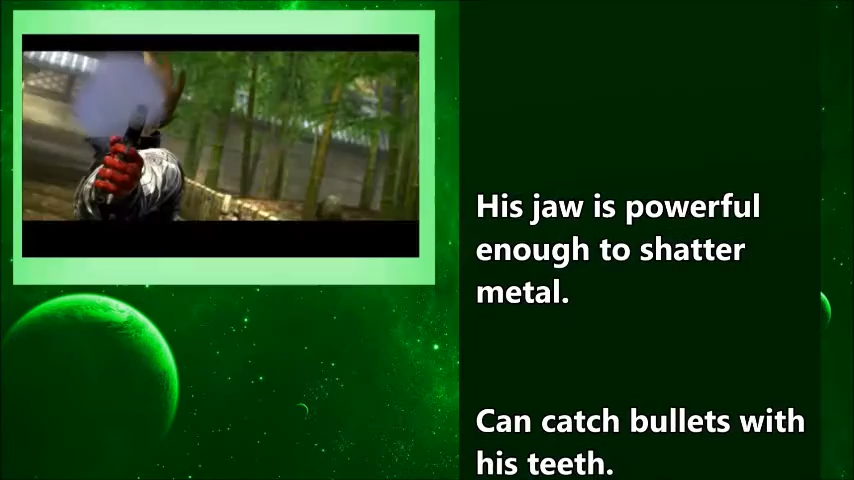 His jaw is powerful
enough to shatter
metal.
Can catch bullets with
his teeth.